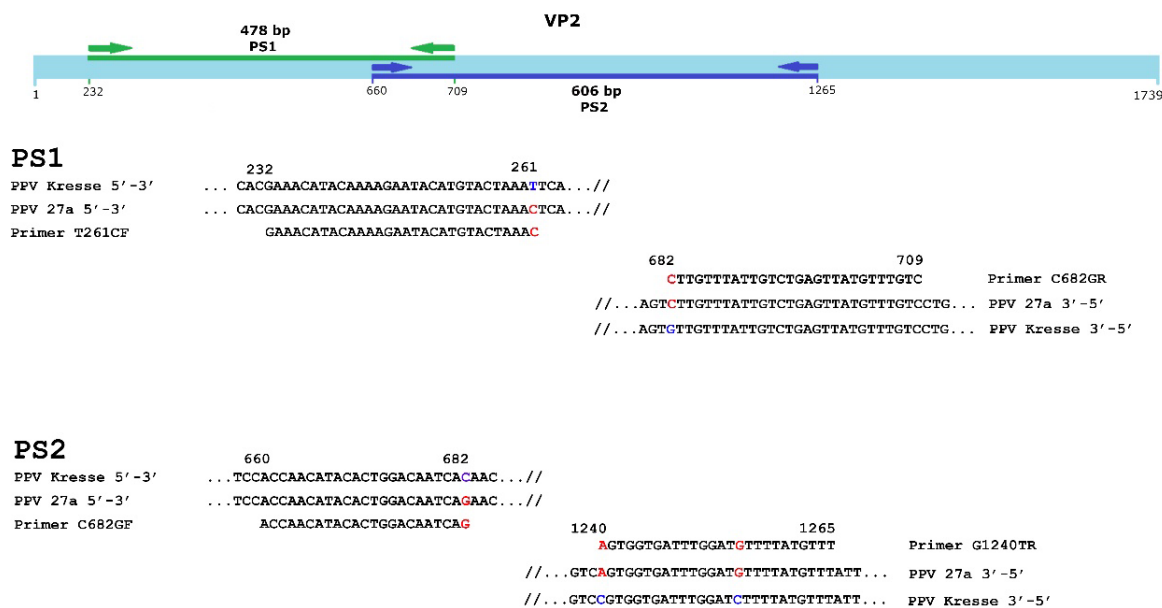 VP2
478 bp
PS1
606 bp
PS2
1 232 660 709 1265 1739
PS1
232 261
PPV Kresse 5'-3' ... CACGAAACATACAAAAGAATACATGTACTAAATTCA...//
PPV 27a 5'-3' ... CACGAAACATACAAAAGAATACATGTACTAAACTCA...//
Primer T261CF GAAACATACAAAAGAATACATGTACTAAAC
682 709
CTTGTTTATTGTCTGAGTTATGTTTGTC Primer C682GR
//...AGTCTTGTTTATTGTCTGAGTTATGTTTGTCCTG... PPV 27a 3'-5'
//...AGTGTTGTTTATTGTCTGAGTTATGTTTGTCCTG... PPV Kresse 3'-5'
PS2
660 682
PPV Kresse 5'-3' ...TCCACCAACATACACTGGACAATCACAAC...//
PPV 27a 5'-3' ...TCCACCAACATACACTGGACAATCAGAAC...//
Primer C682GF ACCAACATACACTGGACAATCAG
1240 1265
AGTGGTGATTTGGATGTTTTATGTTT Primer G1240TR
//...GTCAGTGGTGATTTGGATGTTTTATGTTTATT... PPV 27a 3'-5'
//...GTCCGTGGTGATTTGGATCTTTTATGTTTATT... PPV Kresse 3'-5'